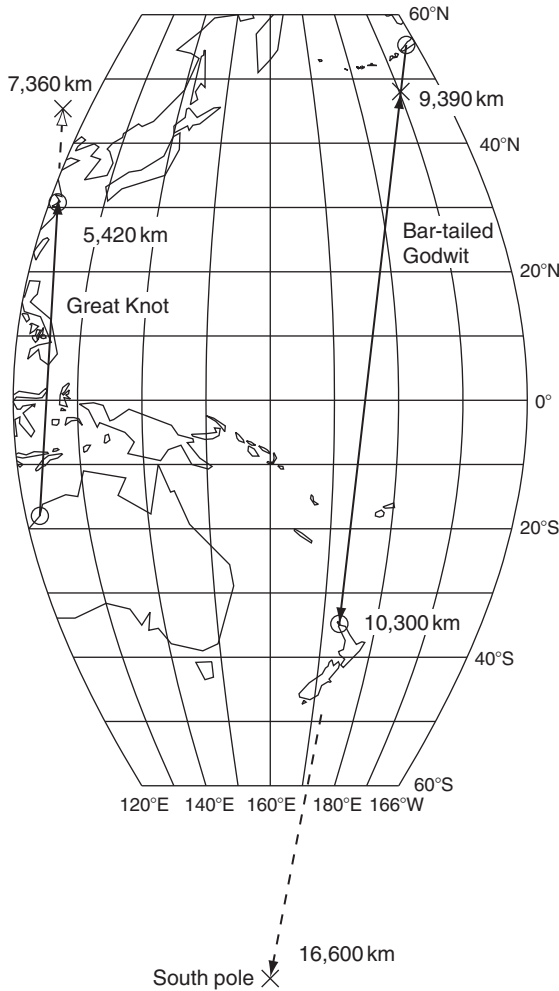 60°N
7,360 km
9,390 km
40°N
5,420 km
Bar-tailed
Godwit
20°N
Great Knot
0°
20°S
10,300 km
40°S
60°S
120°E 140°E 160°E 180°E 166°W
16,600 km
South pole